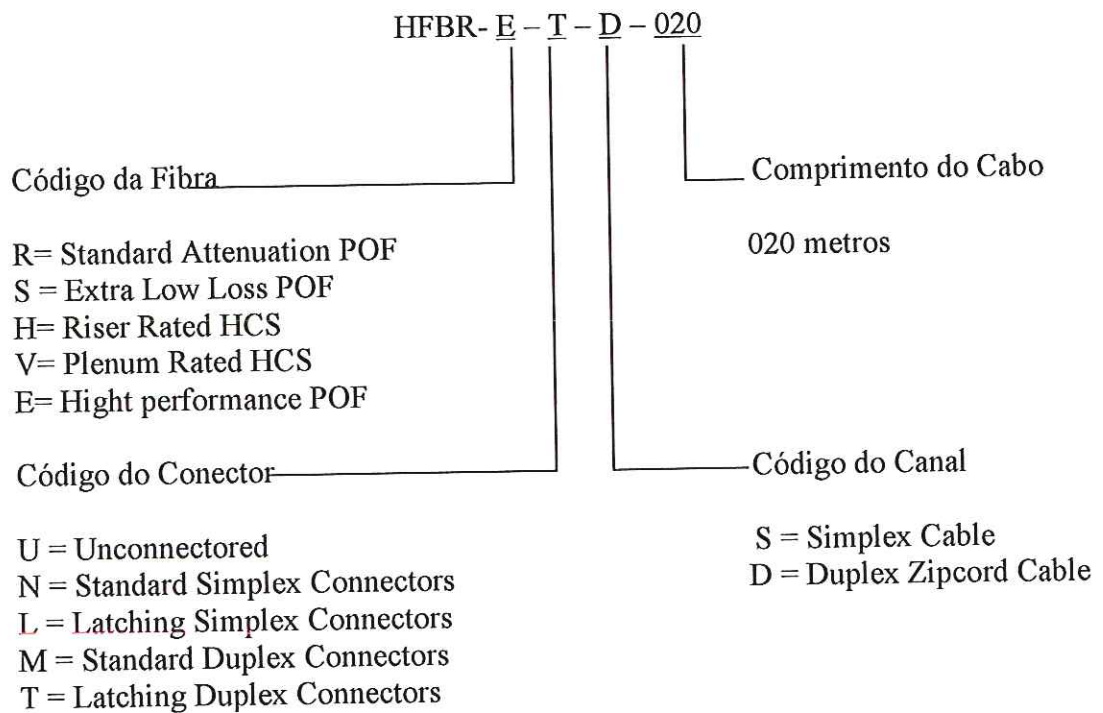 HFBR- E – T – D – 020
Código da Fibra
R= Standard Attenuation POF
S = Extra Low Loss POF
H= Riser Rated HCS
V= Plenum Rated HCS
E= Hight performance POF
Comprimento do Cabo
020 metros
Código do Conector
U = Unconnectored
N = Standard Simplex Connectors
L = Latching Simplex Connectors
M = Standard Duplex Connectors
T = Latching Duplex Connectors
Código do Canal
S = Simplex Cable
D = Duplex Zipcord Cable